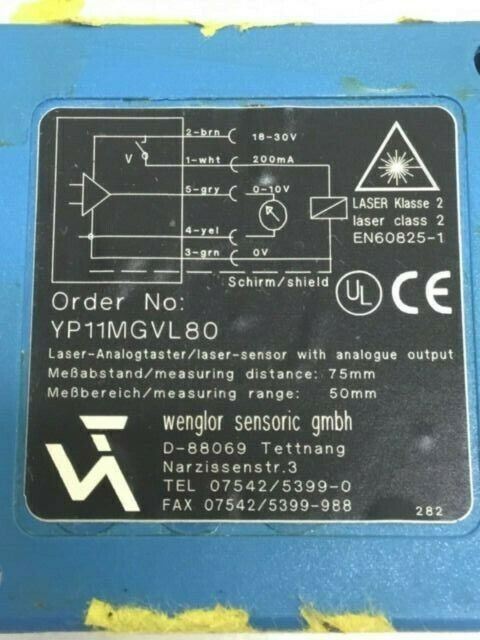 2-brn 18-30V
V 1-wht 200mA
5-gry 0-10V
4-yel
3-grn 0V
Schirm/shield
LASER Klasse 2
laser class 2
EN60825-1
UL CE
Order No:
YP11MGVL80
Laser-Analogtaster/laser-sensor with analogue output
Meßabstand/measuring distance: 75mm
Meßbereich/measuring range: 50mm
wenglor sensoric gmbh
D-88069 Tettnang
Narzissenstr.3
TEL 07542/5399-0
FAX 07542/5399-988
282